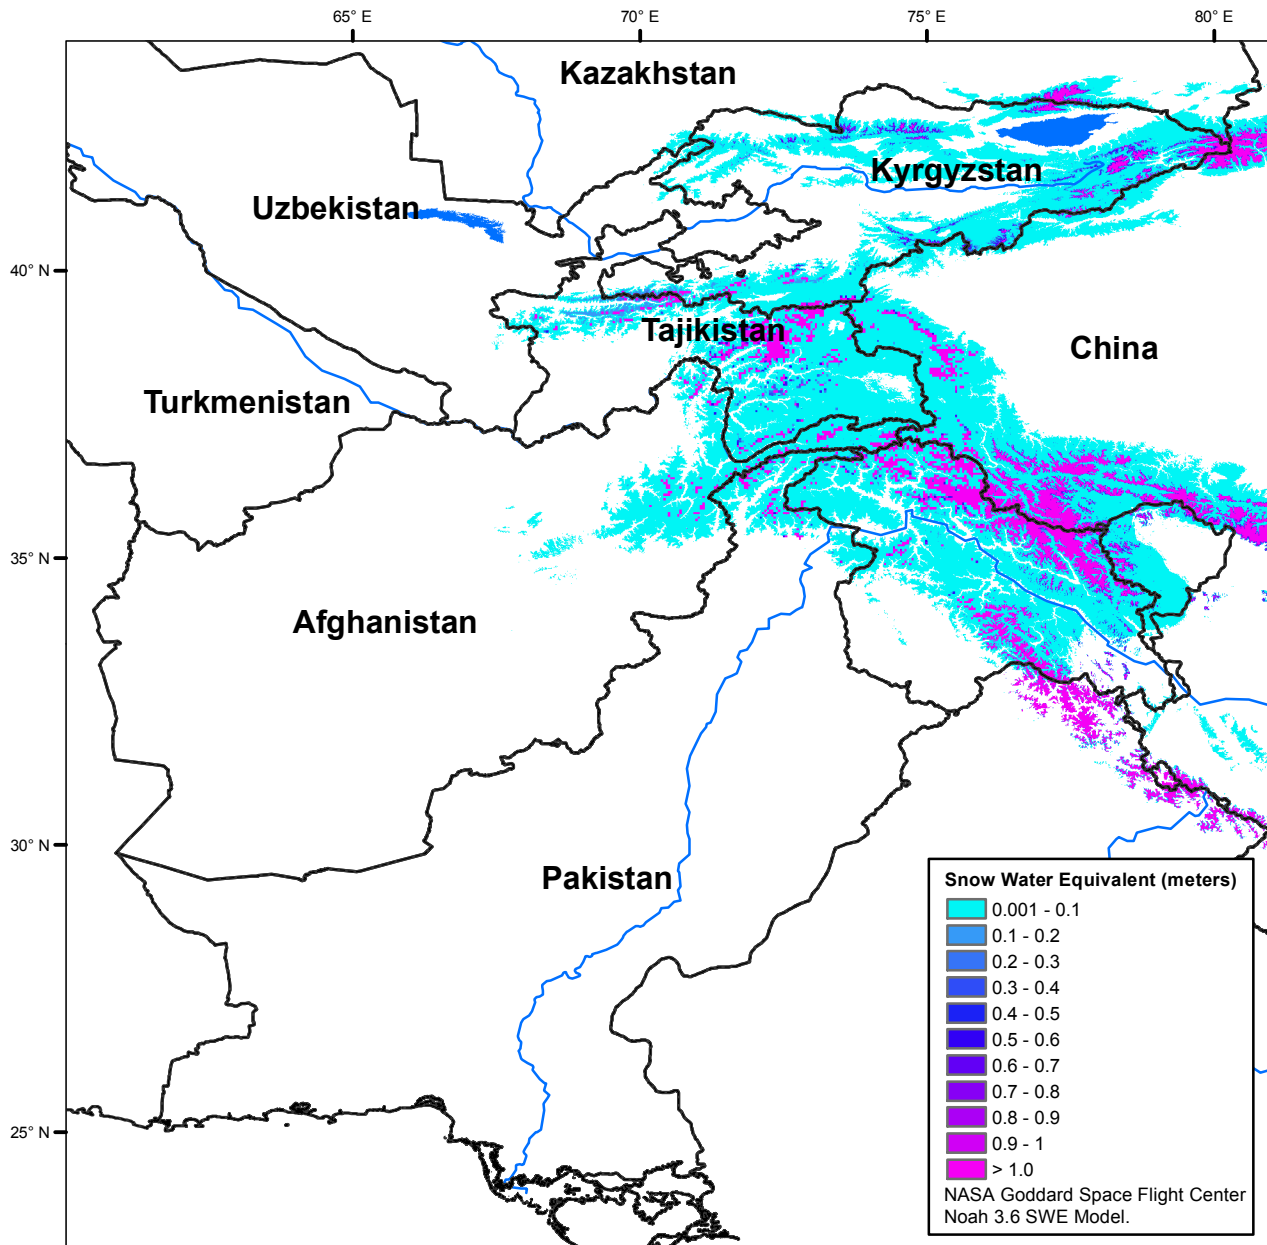 65° E
70° E
75° E
80° E
Kazakhstan
Kyrgyzstan
Uzbekistan
40° N
Tajikistan
China
Turkmenistan
35° N
Afghanistan
30° N
Pakistan
25° N
Snow Water Equivalent (meters)
0.001 - 0.1
0.1 - 0.2
0.2 - 0.3
0.3 - 0.4
0.4 - 0.5
0.5 - 0.6
0.6 - 0.7
0.7 - 0.8
0.8 - 0.9
0.9 - 1
> 1.0
NASA Goddard Space Flight Center
Noah 3.6 SWE Model.